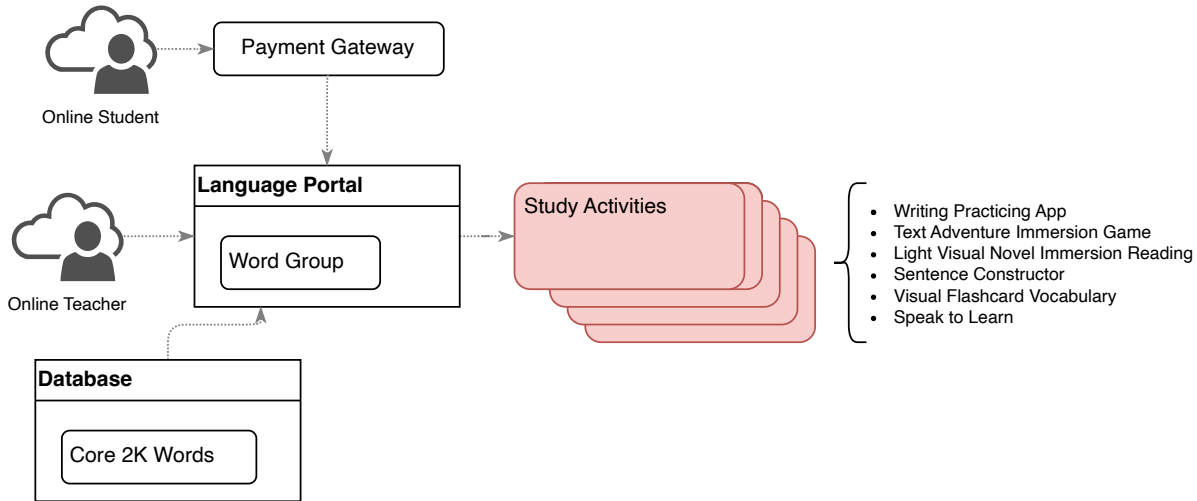 Payment Gateway
Online Student
Language Portal
Word Group
Online Teacher
Study Activities
Writing Practicing App
Text Adventure Immersion Game
Light Visual Novel Immersion Reading
Sentence Constructor
Visual Flashcard Vocabulary
Speak to Learn
Database
Core 2K Words